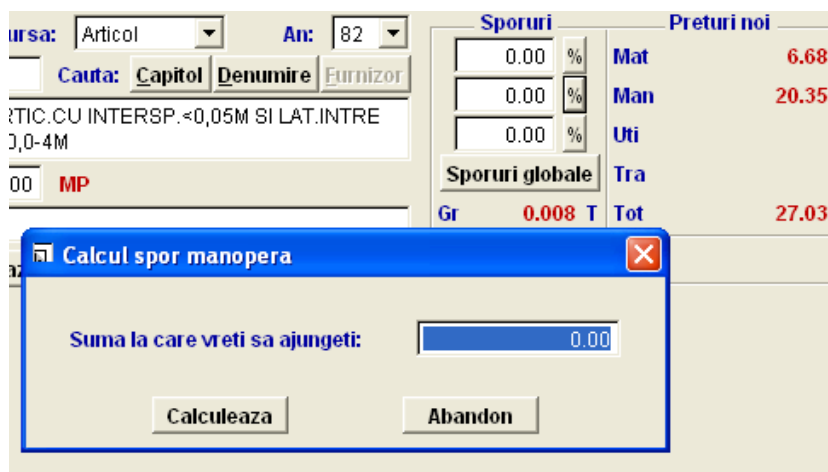 ursa: Articol An: 82
Cauta: Capitol Denumire Furnizor
RTIC.CU INTERSP.<0,05M SI LAT.INTRE
0,0-4M
00 MP
Sporuri
0.00 %
0.00 %
0.00 %
Sporuri globale
Gr 0.008 T
Preturi noi
Mat 6.68
Man 20.35
Uti
Tra
Tot 27.03
Calcul spor manopera
Suma la care vreti sa ajungeti: 0.00
Calculeaza Abandon